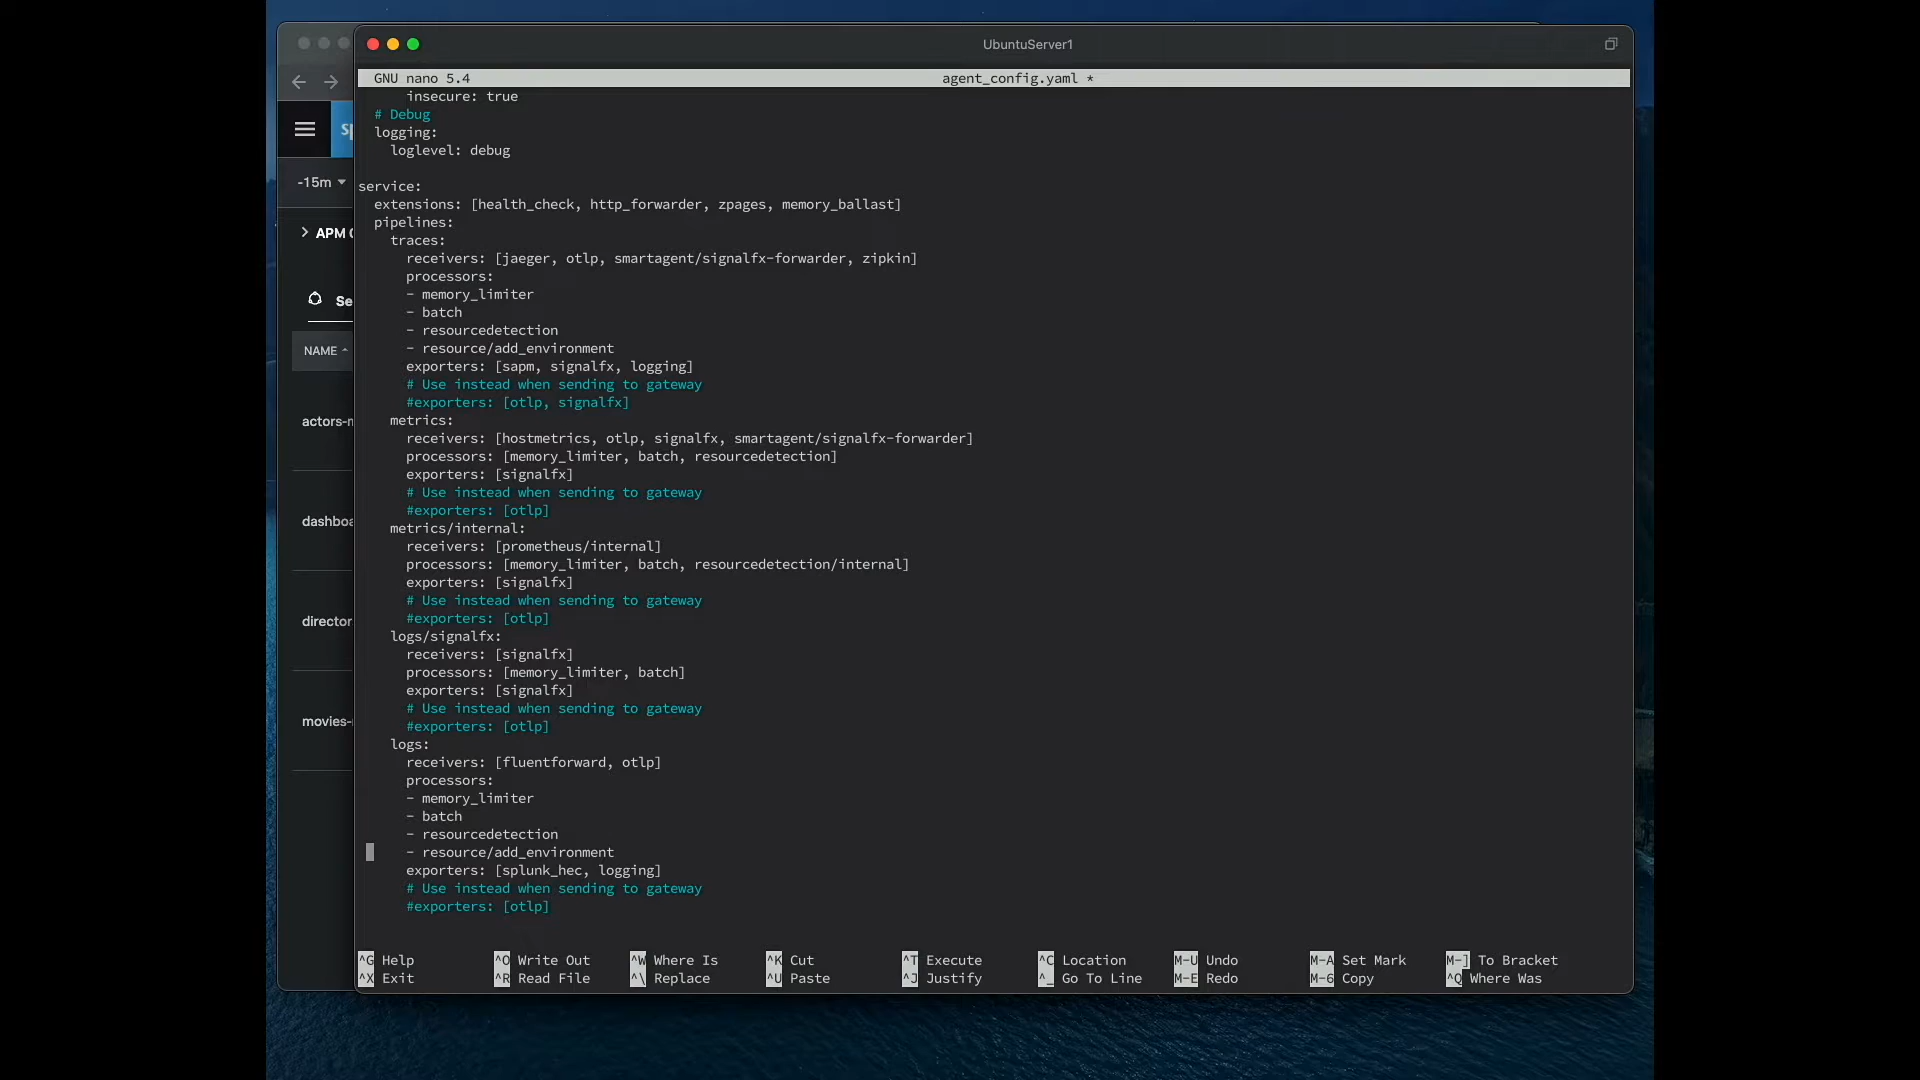 UbuntuServer1
GNU nano 5.4 agent_config.yaml *
insecure: true
# Debug
logging:
loglevel: debug
service:
extensions: [health_check, http_forwarder, zpages, memory_ballast]
pipelines:
traces:
receivers: [jaeger, otlp, smartagent/signalfx-forwarder, zipkin]
processors:
- memory_limiter
- batch
- resourcedetection
- resource/add_environment
exporters: [sapm, signalfx, logging]
# Use instead when sending to gateway
#exporters: [otlp, signalfx]
metrics:
receivers: [hostmetrics, otlp, signalfx, smartagent/signalfx-forwarder]
processors: [memory_limiter, batch, resourcedetection]
exporters: [signalfx]
# Use instead when sending to gateway
#exporters: [otlp]
metrics/internal:
receivers: [prometheus/internal]
processors: [memory_limiter, batch, resourcedetection/internal]
exporters: [signalfx]
# Use instead when sending to gateway
#exporters: [otlp]
logs/signalfx:
receivers: [signalfx]
processors: [memory_limiter, batch]
exporters: [signalfx]
# Use instead when sending to gateway
#exporters: [otlp]
logs:
receivers: [fluentforward, otlp]
processors:
- memory_limiter
- batch
- resourcedetection
- resource/add_environment
exporters: [splunk_hec, logging]
# Use instead when sending to gateway
#exporters: [otlp]
^G Help ^O Write Out ^W Where Is ^K Cut ^T Execute ^C Location M-U Undo M-A Set Mark M-] To Bracket
^X Exit ^R Read File ^\ Replace ^U Paste ^J Justify ^_ Go To Line M-E Redo M-6 Copy ^Q Where Was
sp
-15m
APM
Se
NAME
actors-m
dashboa
director
movies-